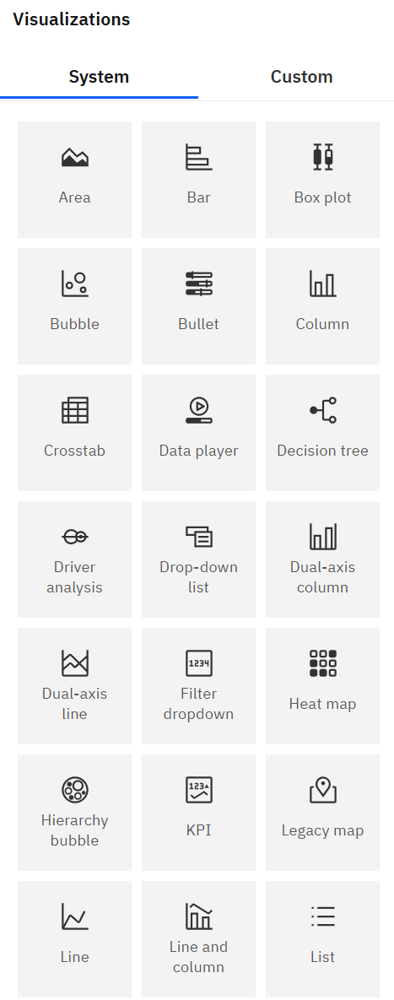 Visualizations
System
Custom
Area
Bar
Box plot
Bubble
Bullet
Column
Crosstab
Data player
Decision tree
Driver
analysis
Drop-down
list
Dual-axis
column
Dual-axis
line
1234
Filter
dropdown
Heat map
Hierarchy
bubble
123
KPI
Legacy map
Line
Line and
column
List